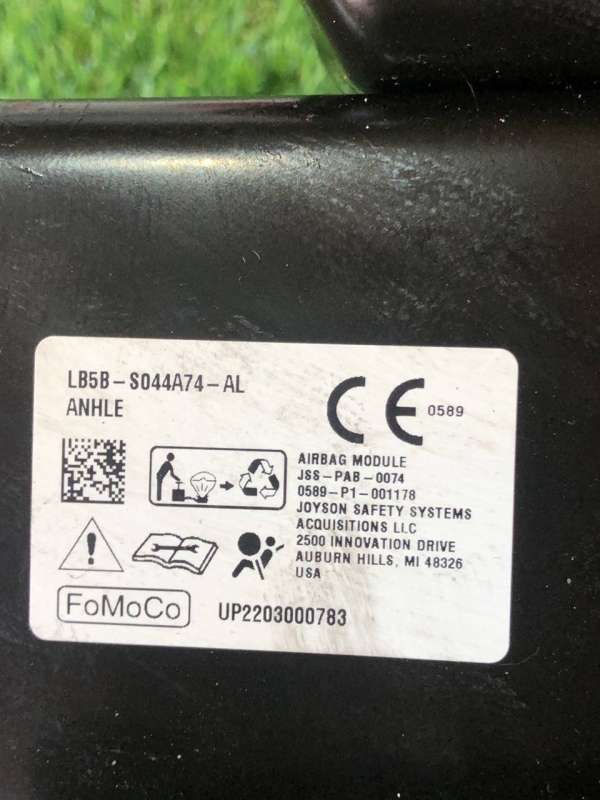 LB5B-S044A74-AL
ANHLE
CE 0589
AIRBAG MODULE
JSS-PAB-0074
0589-P1-001178
JOYSON SAFETY SYSTEMS
ACQUISITIONS LLC
2500 INNOVATION DRIVE
AUBURN HILLS, MI 48326
USA
FoMoCo
UP2203000783